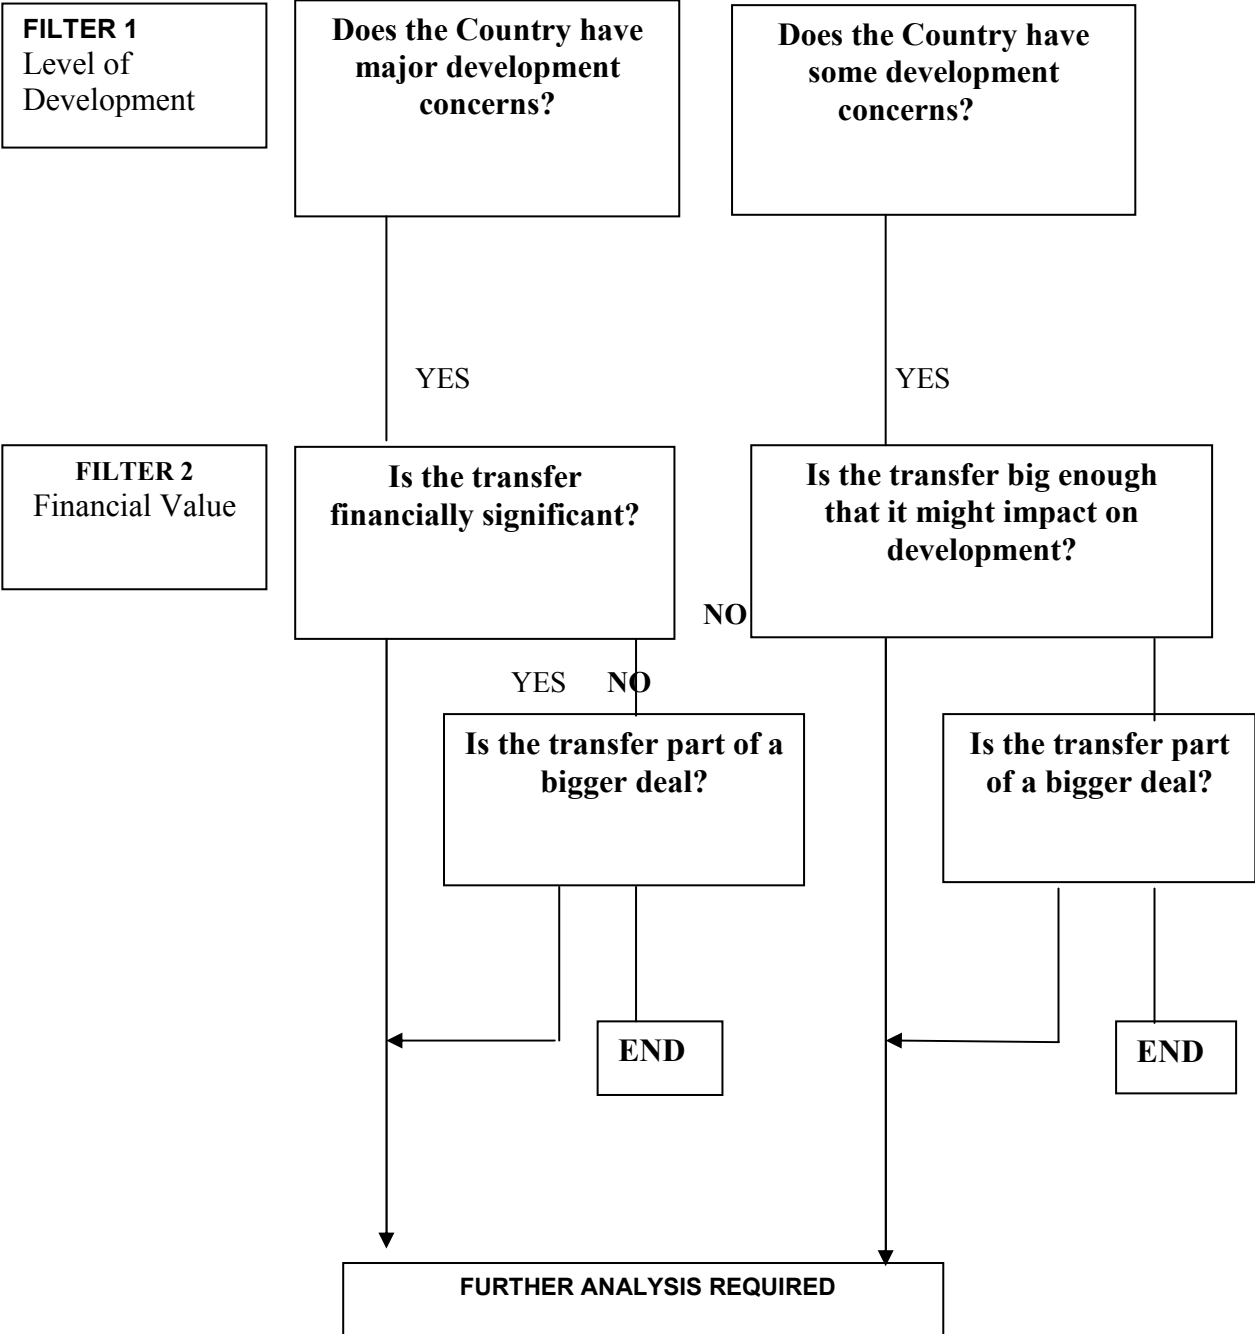 FILTER 1
Level of
Development
Does the Country have
major development
concerns?
Does the Country have
some development
concerns?
YES
YES
FILTER 2
Financial Value
Is the transfer
financially significant?
Is the transfer big enough
that it might impact on
development?
NO
YES
NO
Is the transfer part of a
bigger deal?
Is the transfer part
of a bigger deal?
END
END
FURTHER ANALYSIS REQUIRED